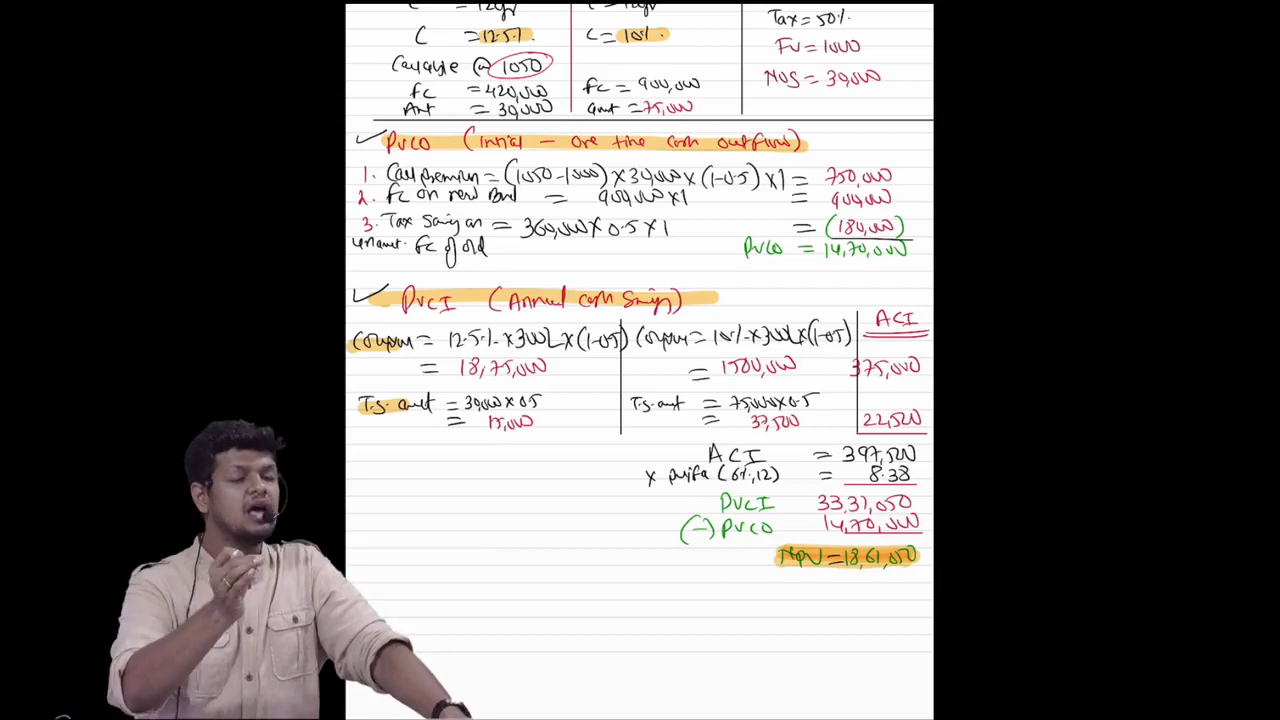 C = 12yr
C = 12yr
Tax = 50%.
C = 12.5%.
C = 10%.
FV = 1000
Callable @ 1050
NOS = 30,000
FC = 420,000
FC = 900,000
Amt = 30,000
amt = 75,000
PVCO (Initial – One time cash outflows)
1. Call premium = (1050-1000) x 30,000 x (1-0.5) x 1 = 750,000
2. FC on new Bond = 900,000 x 1 = 900,000
3. Tax Saving on = 360,000 x 0.5 x 1 = (180,000)
unamt. FC of old
PVCO = 14,70,000
PVCI (Annual cash Savings)
ACI
Coupon = 12.5% x 300L x (1-0.5)
Coupon = 10% x 300L x (1-0.5)
= 18,75,000
= 1500,000
375,000
T.S. amt = 30,000 x 0.5
T.S. amt = 75,000 x 0.5
= 15,000
= 37,500
22,500
ACI = 397,500
x pvifa (6%,12) = 8.38
PVCI 33,31,050
(-) PVCO 14,70,000
NPV = 18,61,050